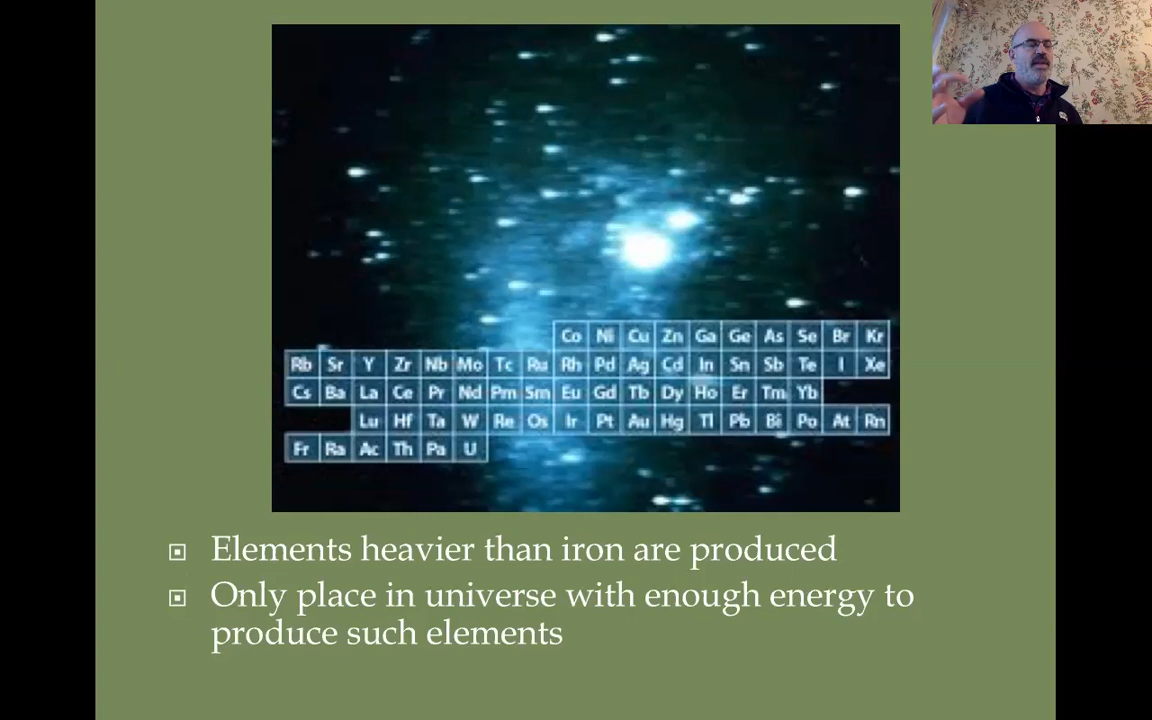 Co Ni Cu Zn Ga Ge As Se Br Kr
Rb Sr Y Zr Nb Mo Tc Ru Rh Pd Ag Cd In Sn Sb Te I Xe
Cs Ba La Ce Pr Nd Pm Sm Eu Gd Tb Dy Ho Er Tm Yb
Lu Hf Ta W Re Os Ir Pt Au Hg Tl Pb Bi Po At Rn
Fr Ra Ac Th Pa U
Elements heavier than iron are produced
Only place in universe with enough energy to
produce such elements